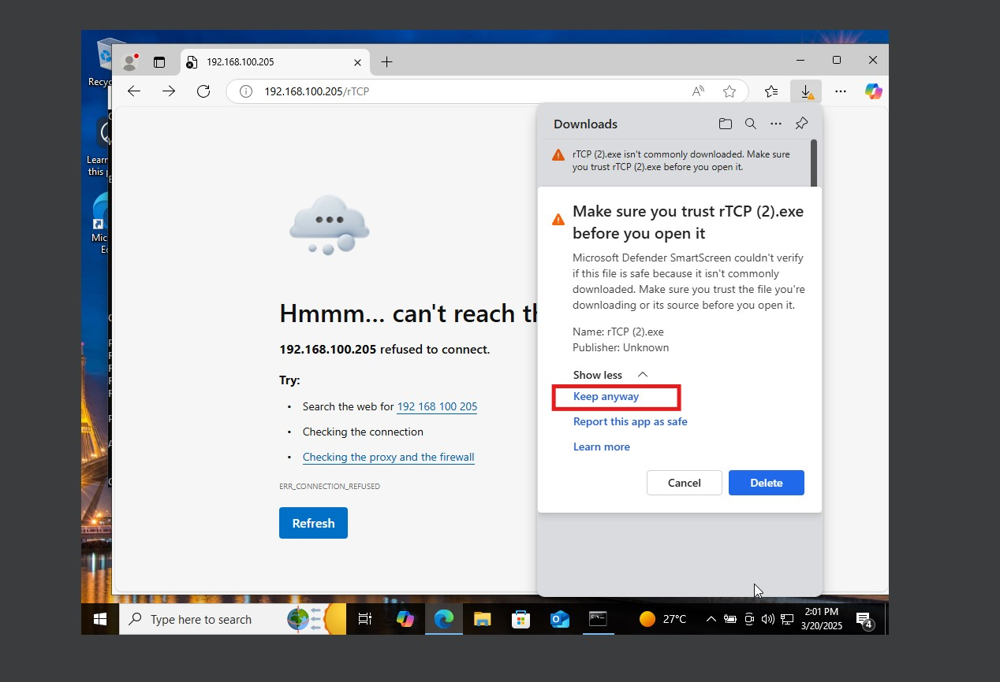 Recyc
Learn
this p
Mic
Ec
192.168.100.205
192.168.100.205/rTCP
Downloads
rTCP (2).exe isn't commonly downloaded. Make sure
you trust rTCP (2).exe before you open it.
Make sure you trust rTCP (2).exe
before you open it
Microsoft Defender SmartScreen couldn't verify
if this file is safe because it isn't commonly
downloaded. Make sure you trust the file you're
downloading or its source before you open it.
Name: rTCP (2).exe
Publisher: Unknown
Show less
Keep anyway
Report this app as safe
Learn more
Cancel
Delete
Hmmm... can't reach th
192.168.100.205 refused to connect.
Try:
• Search the web for 192 168 100 205
• Checking the connection
• Checking the proxy and the firewall
ERR_CONNECTION_REFUSED
Refresh
Type here to search
27°C
2:01 PM
3/20/2025
4